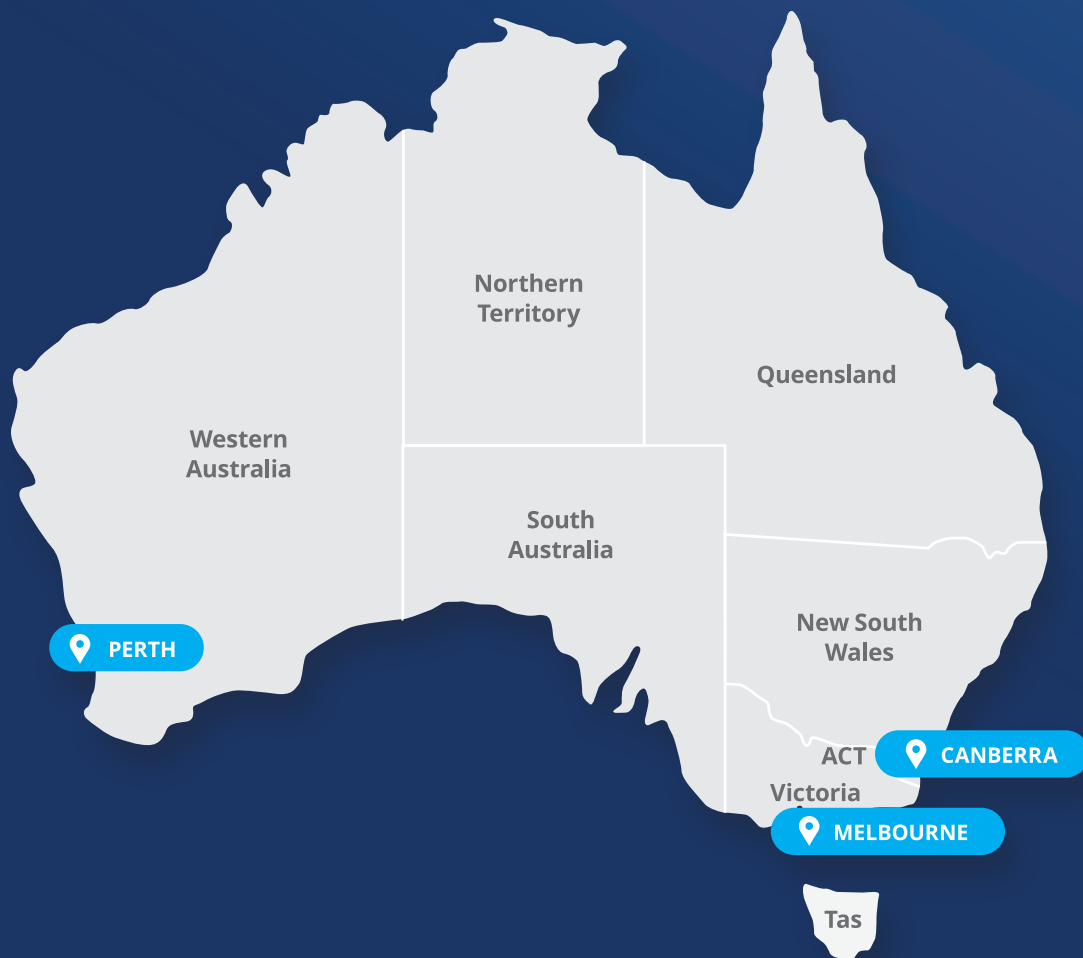 Northern
Territory
Queensland
Western
Australia
South
Australia
New South
Wales
PERTH
ACT
CANBERRA
Victoria
MELBOURNE
Tas